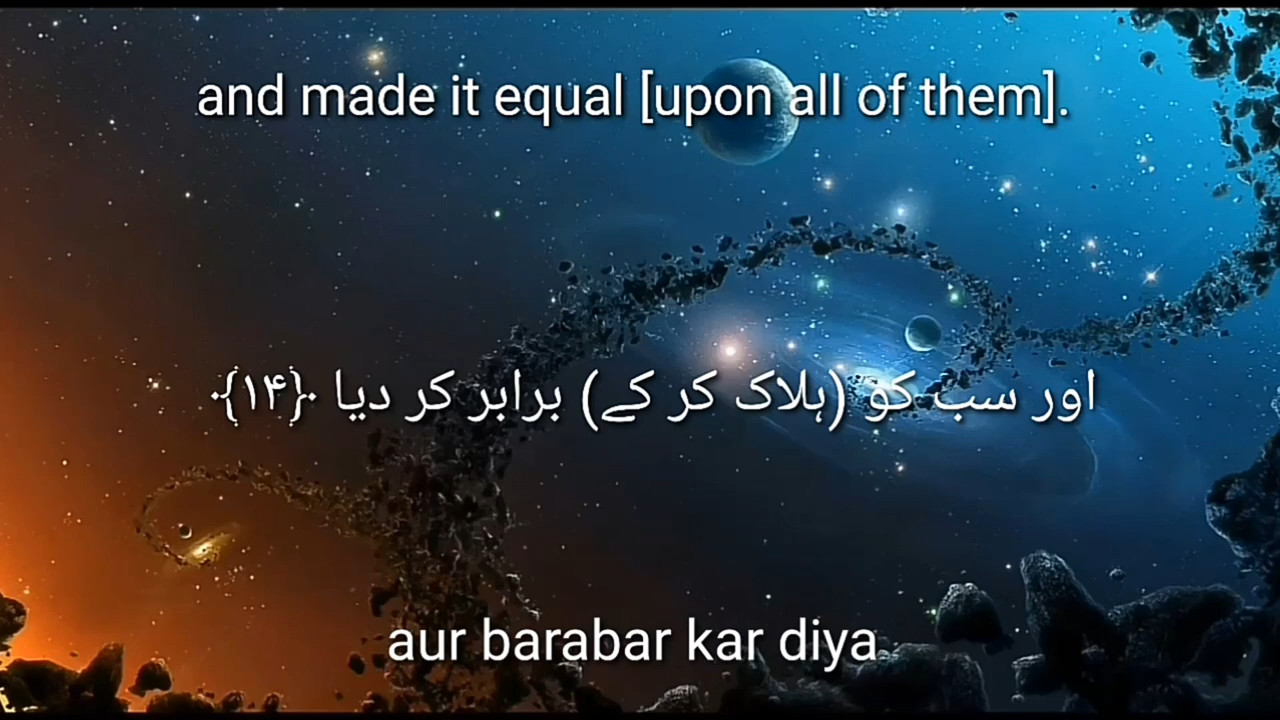 and made it equal [upon all of them].
اور سب کو (ہلاک کر کے) برابر کر دیا ﴿۱۴﴾
aur barabar kar diya